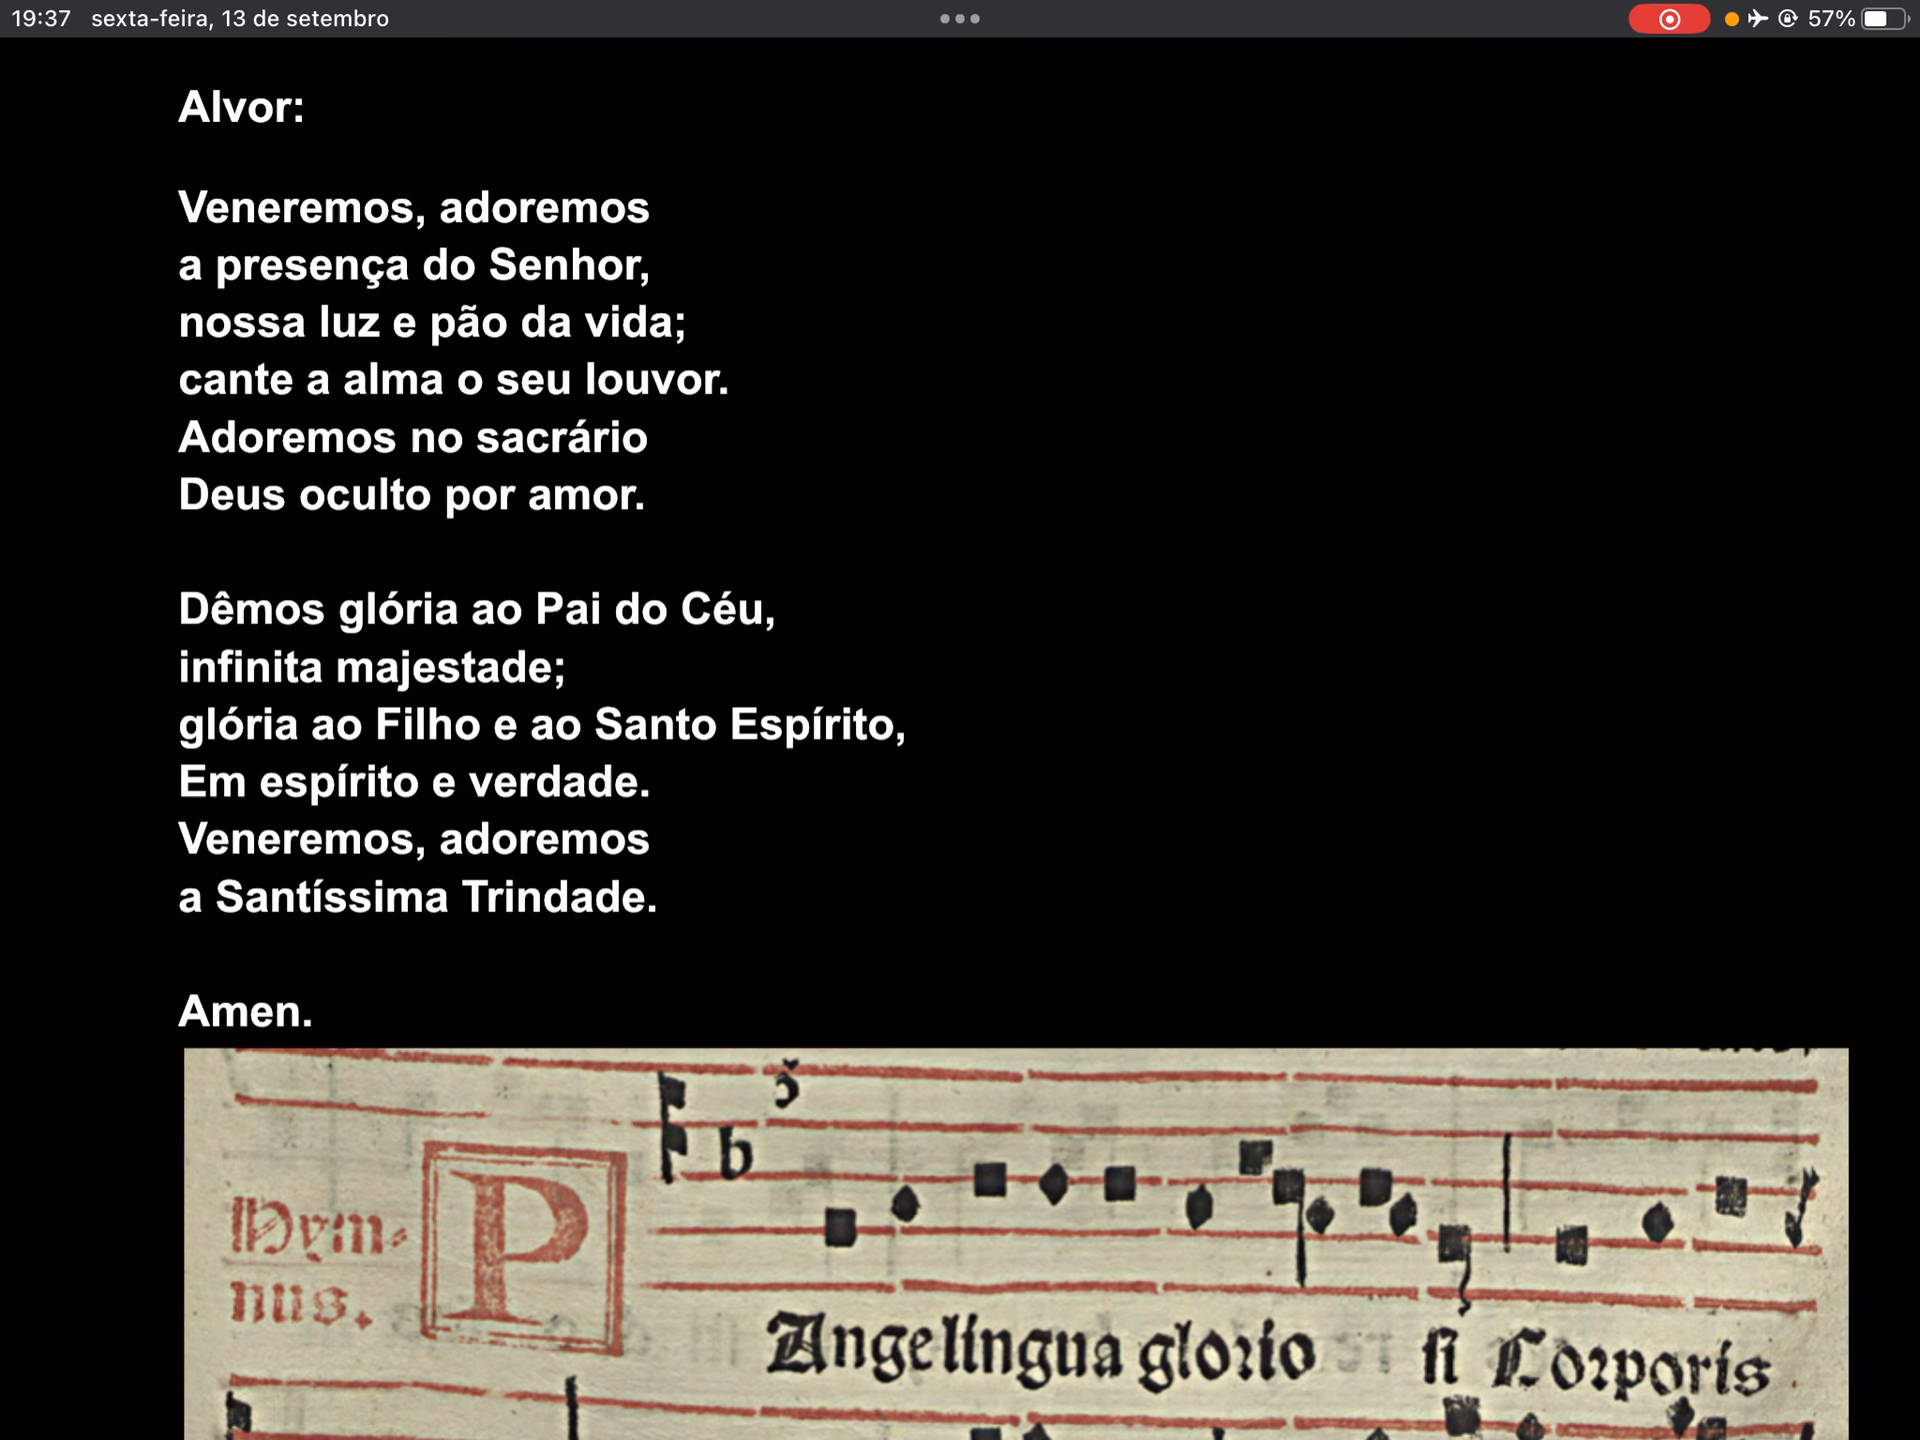 19:37 sexta-feira, 13 de setembro 57%
Alvor:
Veneremos, adoremos
a presença do Senhor,
nossa luz e pão da vida;
cante a alma o seu louvor.
Adoremos no sacrário
Deus oculto por amor.
Dêmos glória ao Pai do Céu,
infinita majestade;
glória ao Filho e ao Santo Espírito,
Em espírito e verdade.
Veneremos, adoremos
a Santíssima Trindade.
Amen.
b
Hym-
nus.
P
Ange lingua glorio si Corporis